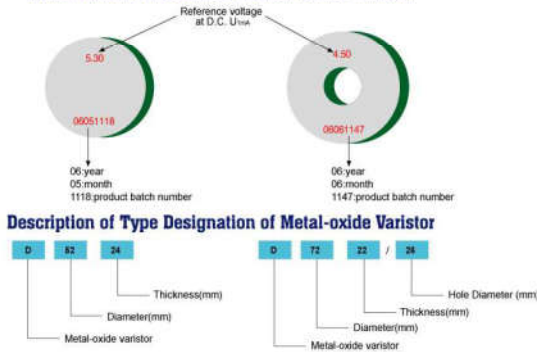 Reference voltage
at D.C. U1mA
5.30
4.50
06051118
06061147
06:year
05:month
1118:product batch number
06:year
06:month
1147:product batch number
Description of Type Designation of Metal-oxide Varistor
D 52 24
D 72 22 / 26
Thickness(mm)
Diameter(mm)
Metal-oxide varistor
Hole Diameter (mm)
Thickness(mm)
Diameter(mm)
Metal-oxide varistor